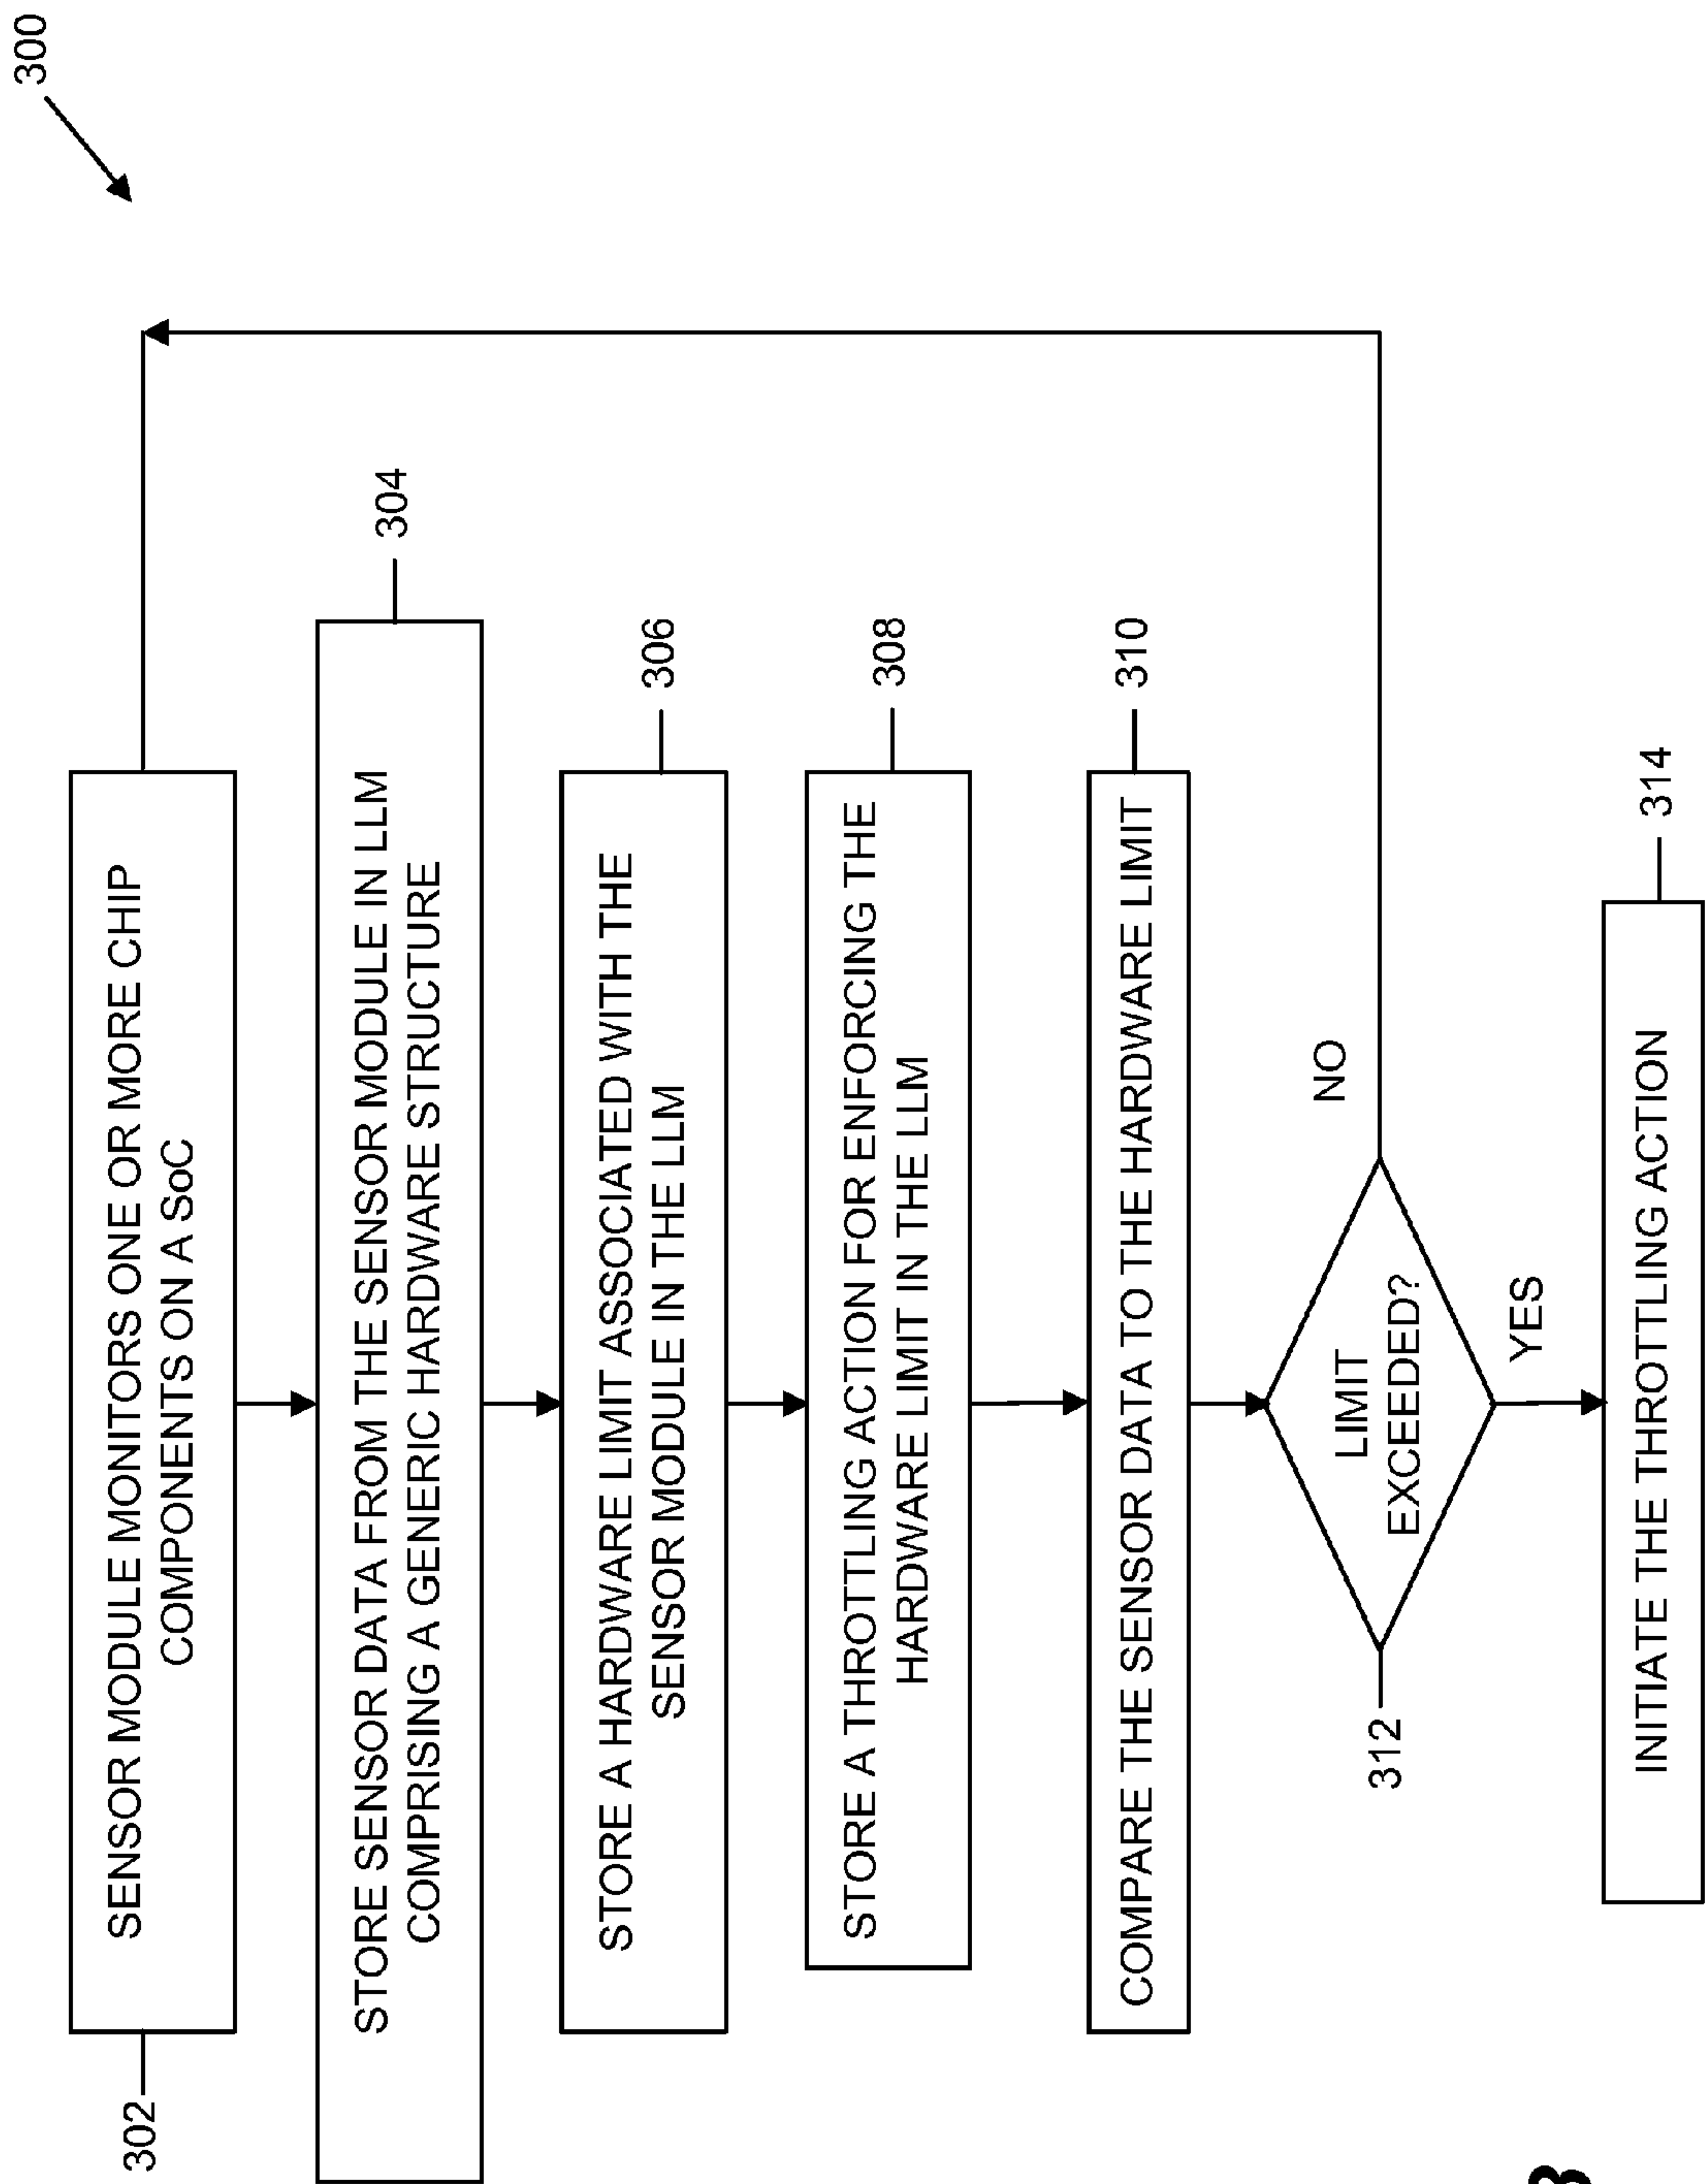 300
302
SENSOR MODULE MONITORS ONE OR MORE CHIP
COMPONENTS ON A SoC
STORE SENSOR DATA FROM THE SENSOR MODULE IN LLM
COMPRISING A GENERIC HARDWARE STRUCTURE
304
STORE A HARDWARE LIMIT ASSOCIATED WITH THE
SENSOR MODULE IN THE LLM
306
STORE A THROTTLING ACTION FOR ENFORCING THE
HARDWARE LIMIT IN THE LLM
308
COMPARE THE SENSOR DATA TO THE HARDWARE LIMIT
310
312
LIMIT
EXCEEDED?
NO
YES
INITIATE THE THROTTLING ACTION
314